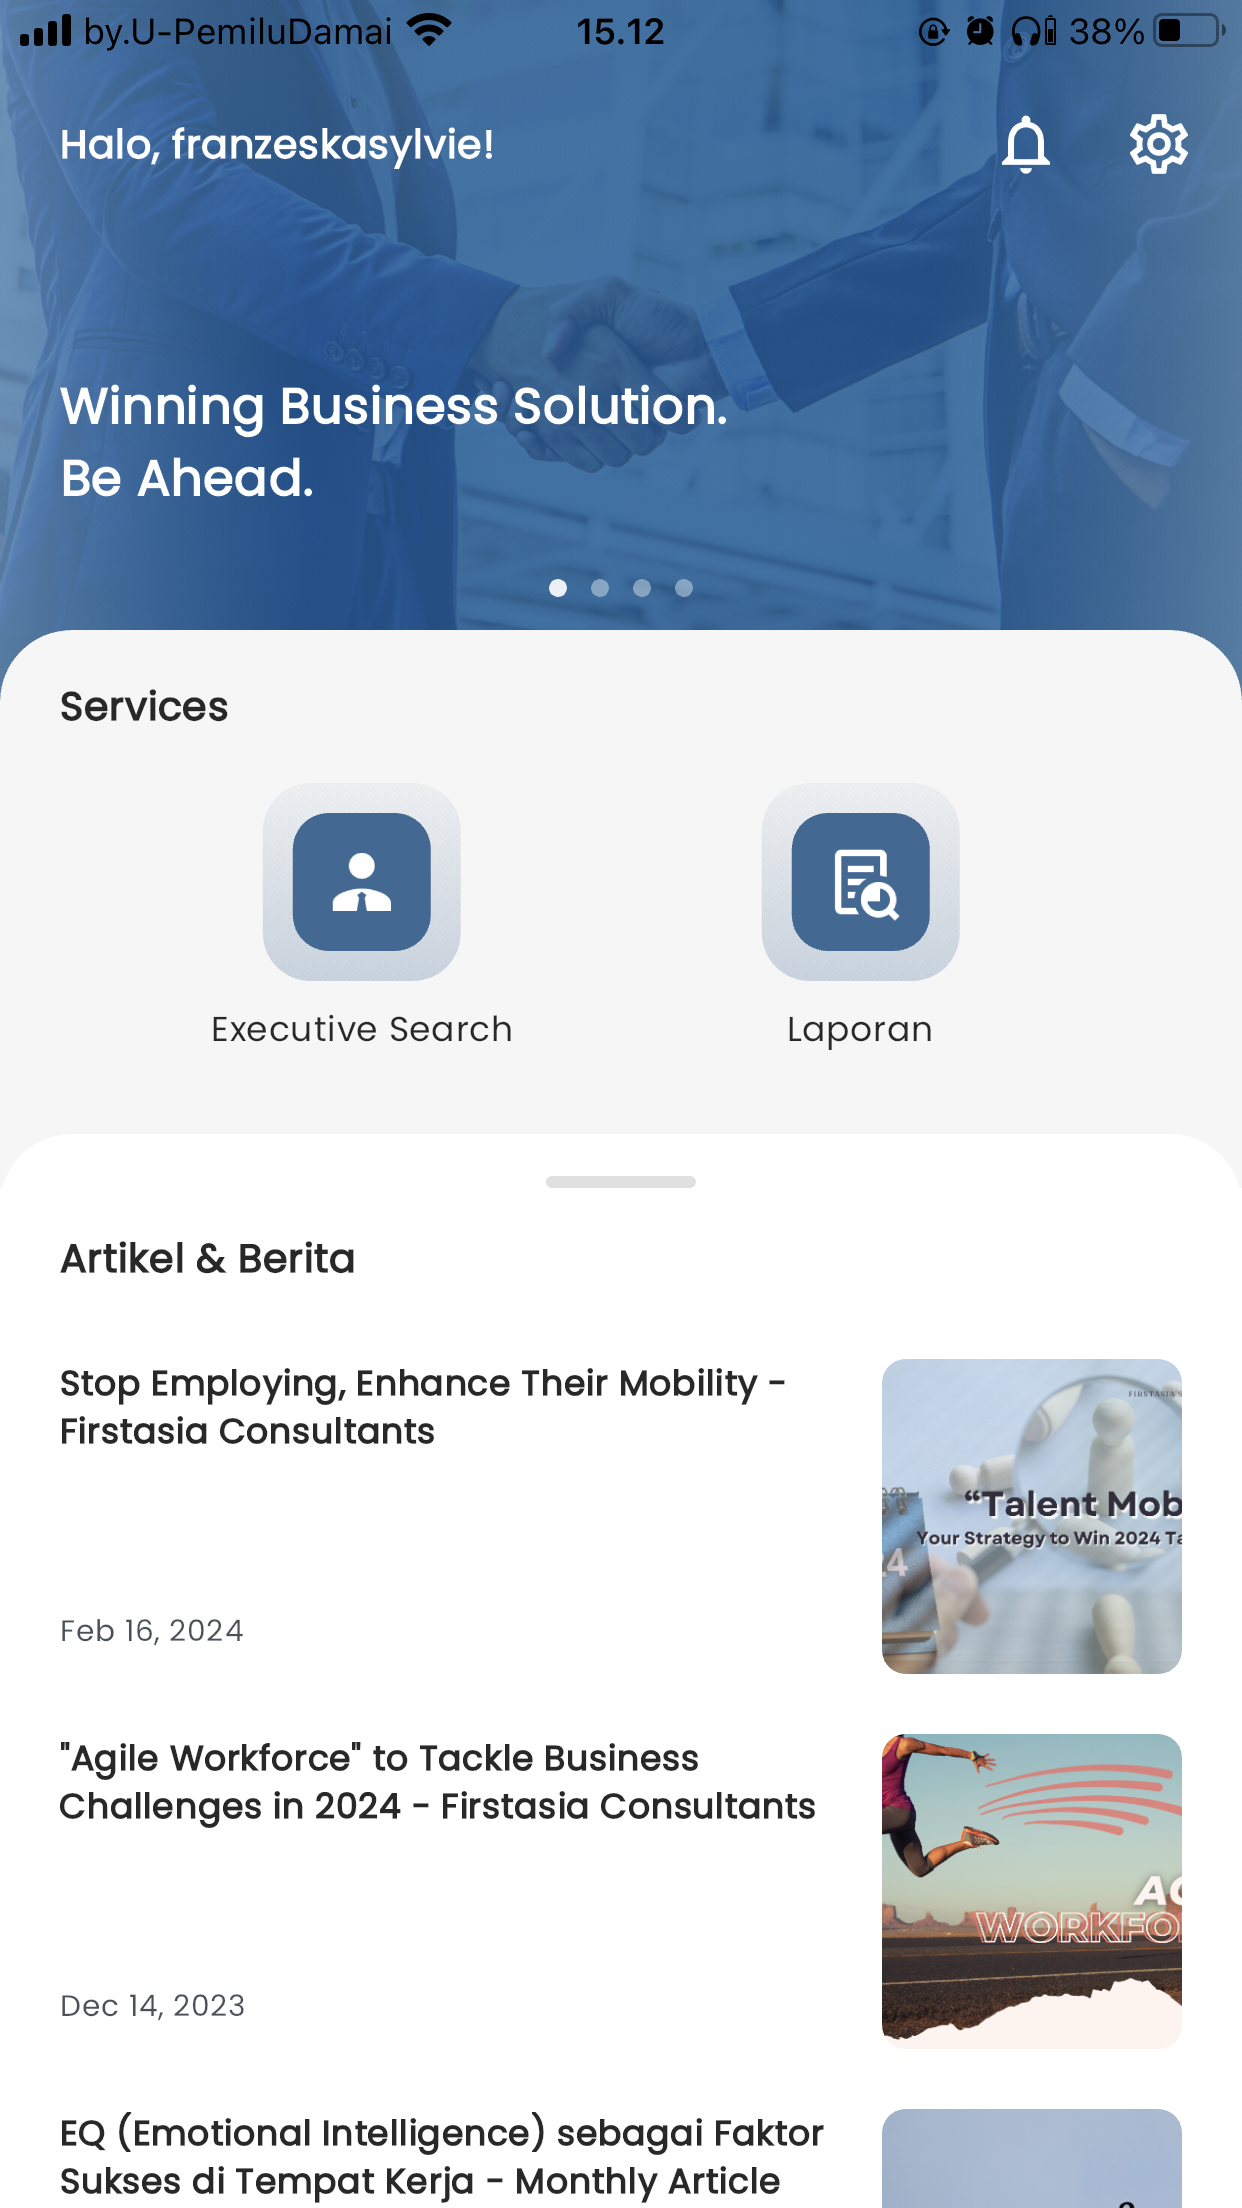 by.U-PemiluDamai 15.12 38%
Halo, franzeskasylvie!
Winning Business Solution.
Be Ahead.
Services
Executive Search Laporan
Artikel & Berita
Stop Employing, Enhance Their Mobility -
Firstasia Consultants
Feb 16, 2024
FIRSTASIA'S
24
“Talent Mob
Your Strategy to Win 2024 Ta
"Agile Workforce" to Tackle Business
Challenges in 2024 - Firstasia Consultants
Dec 14, 2023
AG
WORKFO
EQ (Emotional Intelligence) sebagai Faktor
Sukses di Tempat Kerja - Monthly Article